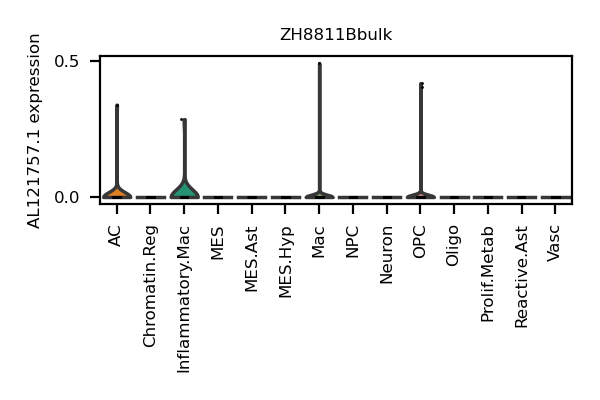 ZH8811Bbulk
AL121757.1 expression
0.5
0.0
AC
Chromatin.Reg
Inflammatory.Mac
MES
MES.Ast
MES.Hyp
Mac
NPC
Neuron
OPC
Oligo
Prolif.Metab
Reactive.Ast
Vasc